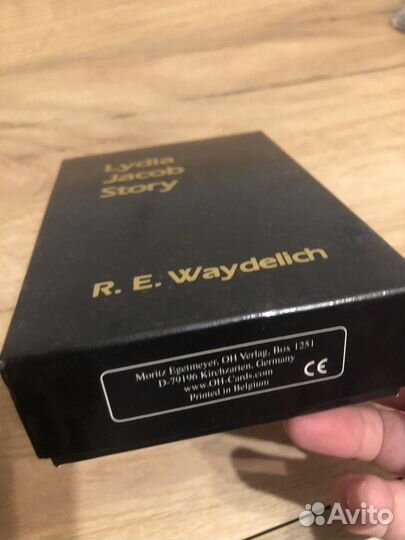 Lydia
Jacob
Story
R. E. Waydelich
Moritz Egetmeyer, OH Verlag, Box 1251
D-79196 Kirchzarten, Germany
www.OH-Cards.com
Printed in Belgium
CE
Avito